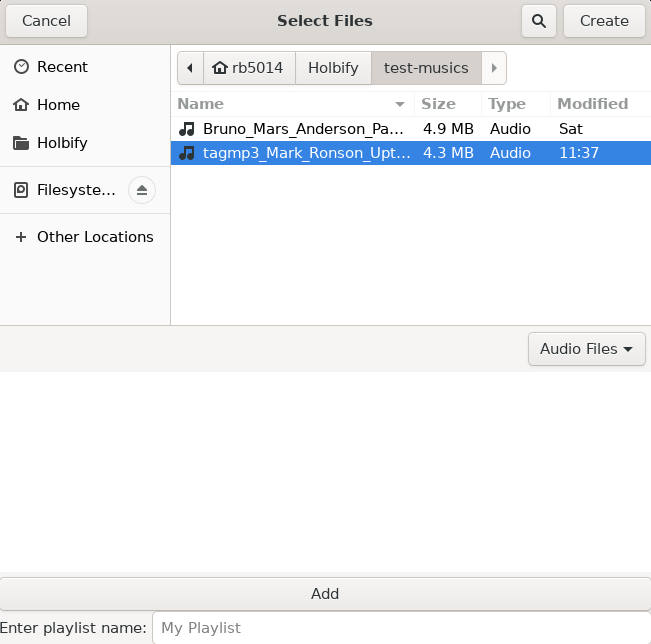 Cancel Select Files Create
Recent
Home
Holbify
Filesyste...
Other Locations
rb5014 Holbify test-musics
Name Size Type Modified
Bruno_Mars_Anderson_Pa... 4.9 MB Audio Sat
tagmp3_Mark_Ronson_Upt... 4.3 MB Audio 11:37
Audio Files
Add
Enter playlist name: My Playlist